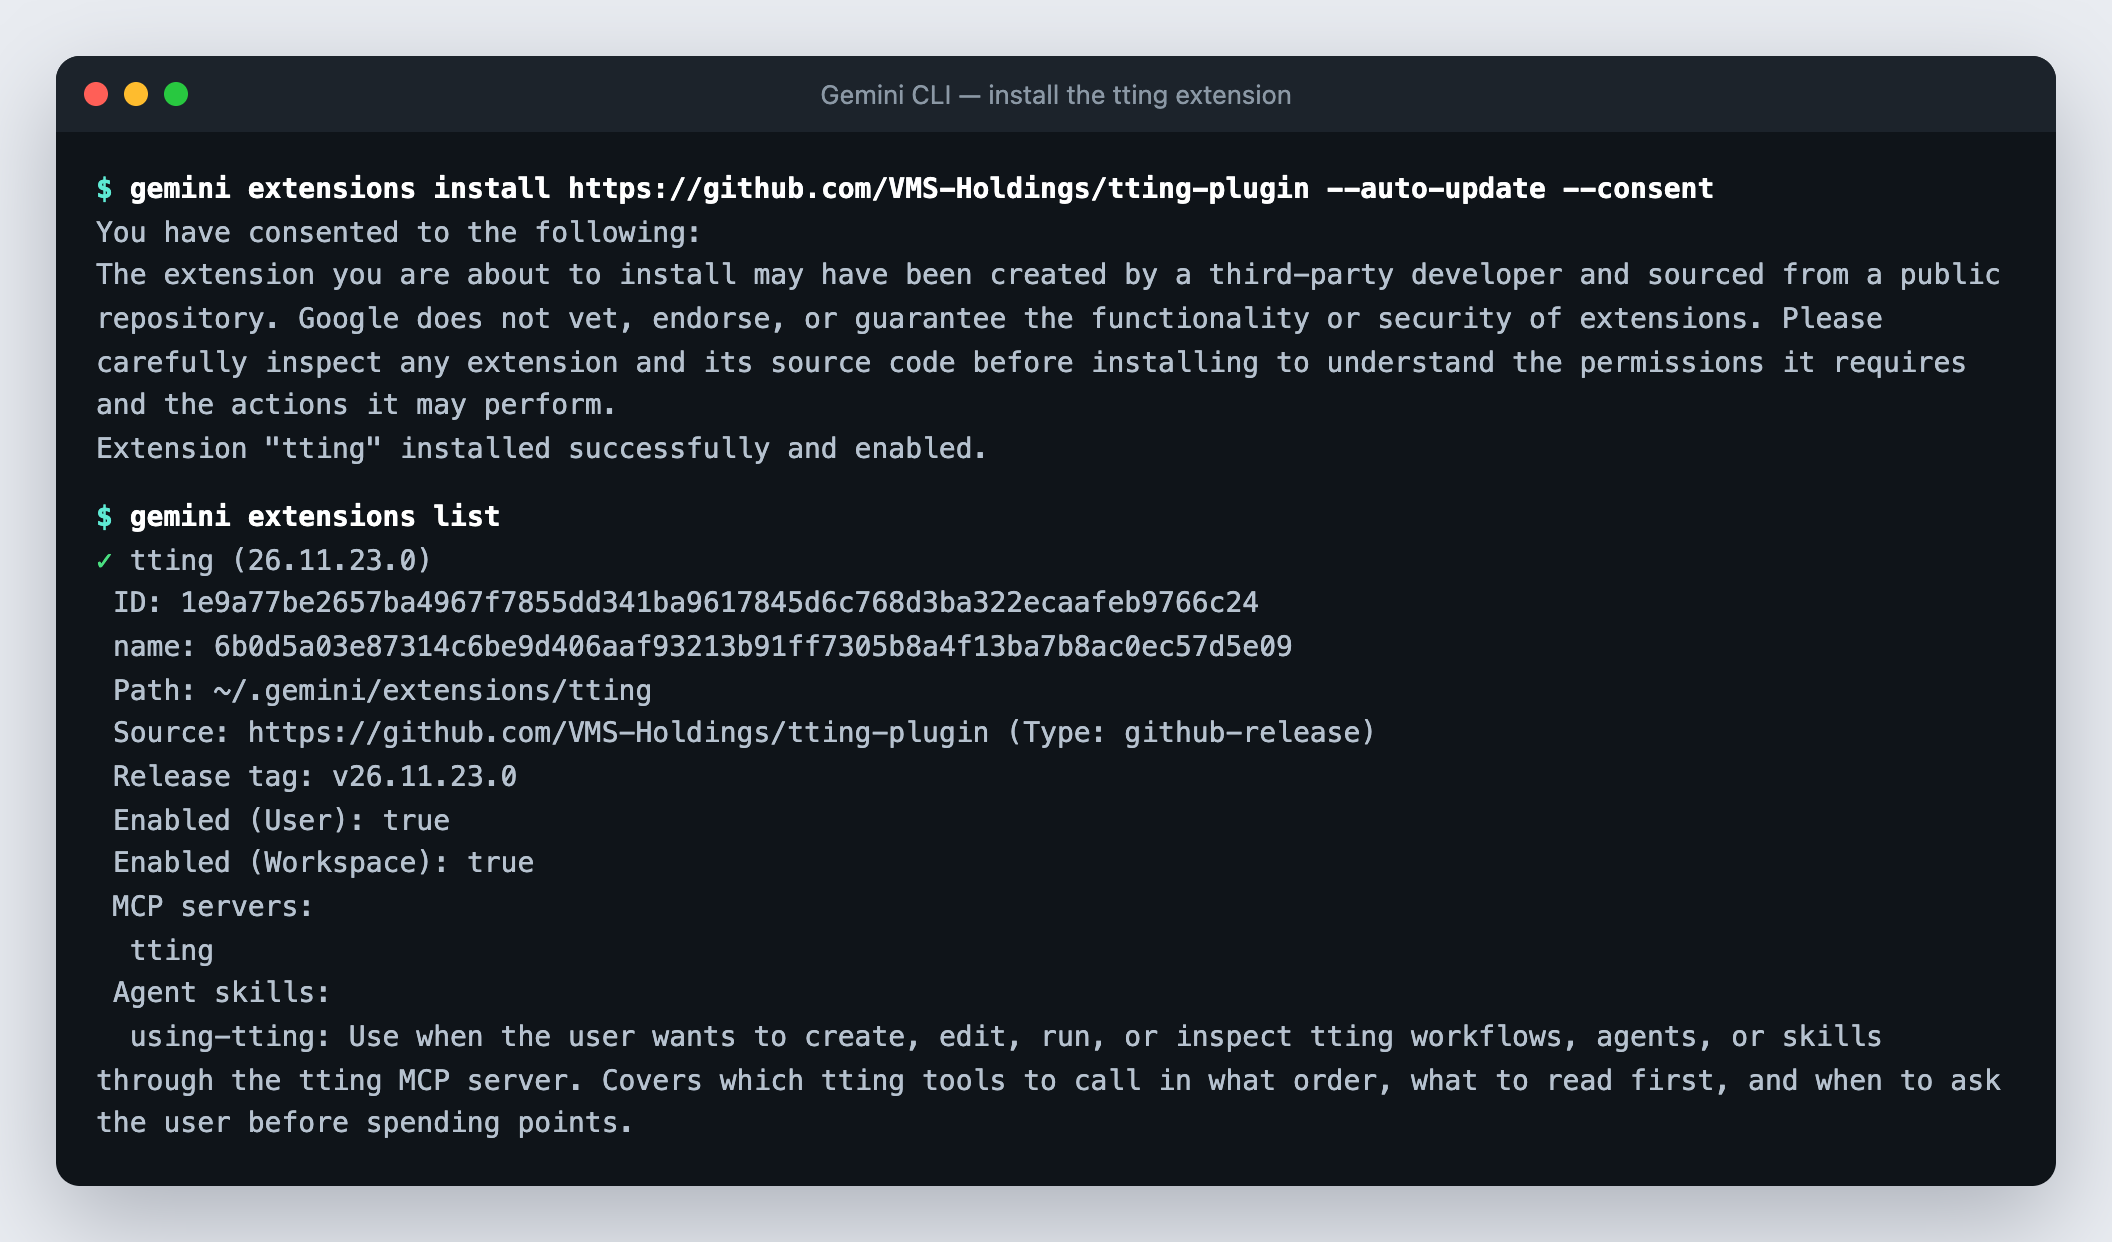 Gemini CLI — install the tting extension
$ gemini extensions install https://github.com/VMS-Holdings/tting-plugin --auto-update --consent
You have consented to the following:
The extension you are about to install may have been created by a third-party developer and sourced from a public
repository. Google does not vet, endorse, or guarantee the functionality or security of extensions. Please
carefully inspect any extension and its source code before installing to understand the permissions it requires
and the actions it may perform.
Extension "tting" installed successfully and enabled.
$ gemini extensions list
✓ tting (26.11.23.0)
ID: 1e9a77be2657ba4967f7855dd341ba9617845d6c768d3ba322ecaafeb9766c24
name: 6b0d5a03e87314c6be9d406aaf93213b91ff7305b8a4f13ba7b8ac0ec57d5e09
Path: ~/.gemini/extensions/tting
Source: https://github.com/VMS-Holdings/tting-plugin (Type: github-release)
Release tag: v26.11.23.0
Enabled (User): true
Enabled (Workspace): true
MCP servers:
tting
Agent skills:
using-tting: Use when the user wants to create, edit, run, or inspect tting workflows, agents, or skills
through the tting MCP server. Covers which tting tools to call in what order, what to read first, and when to ask
the user before spending points.